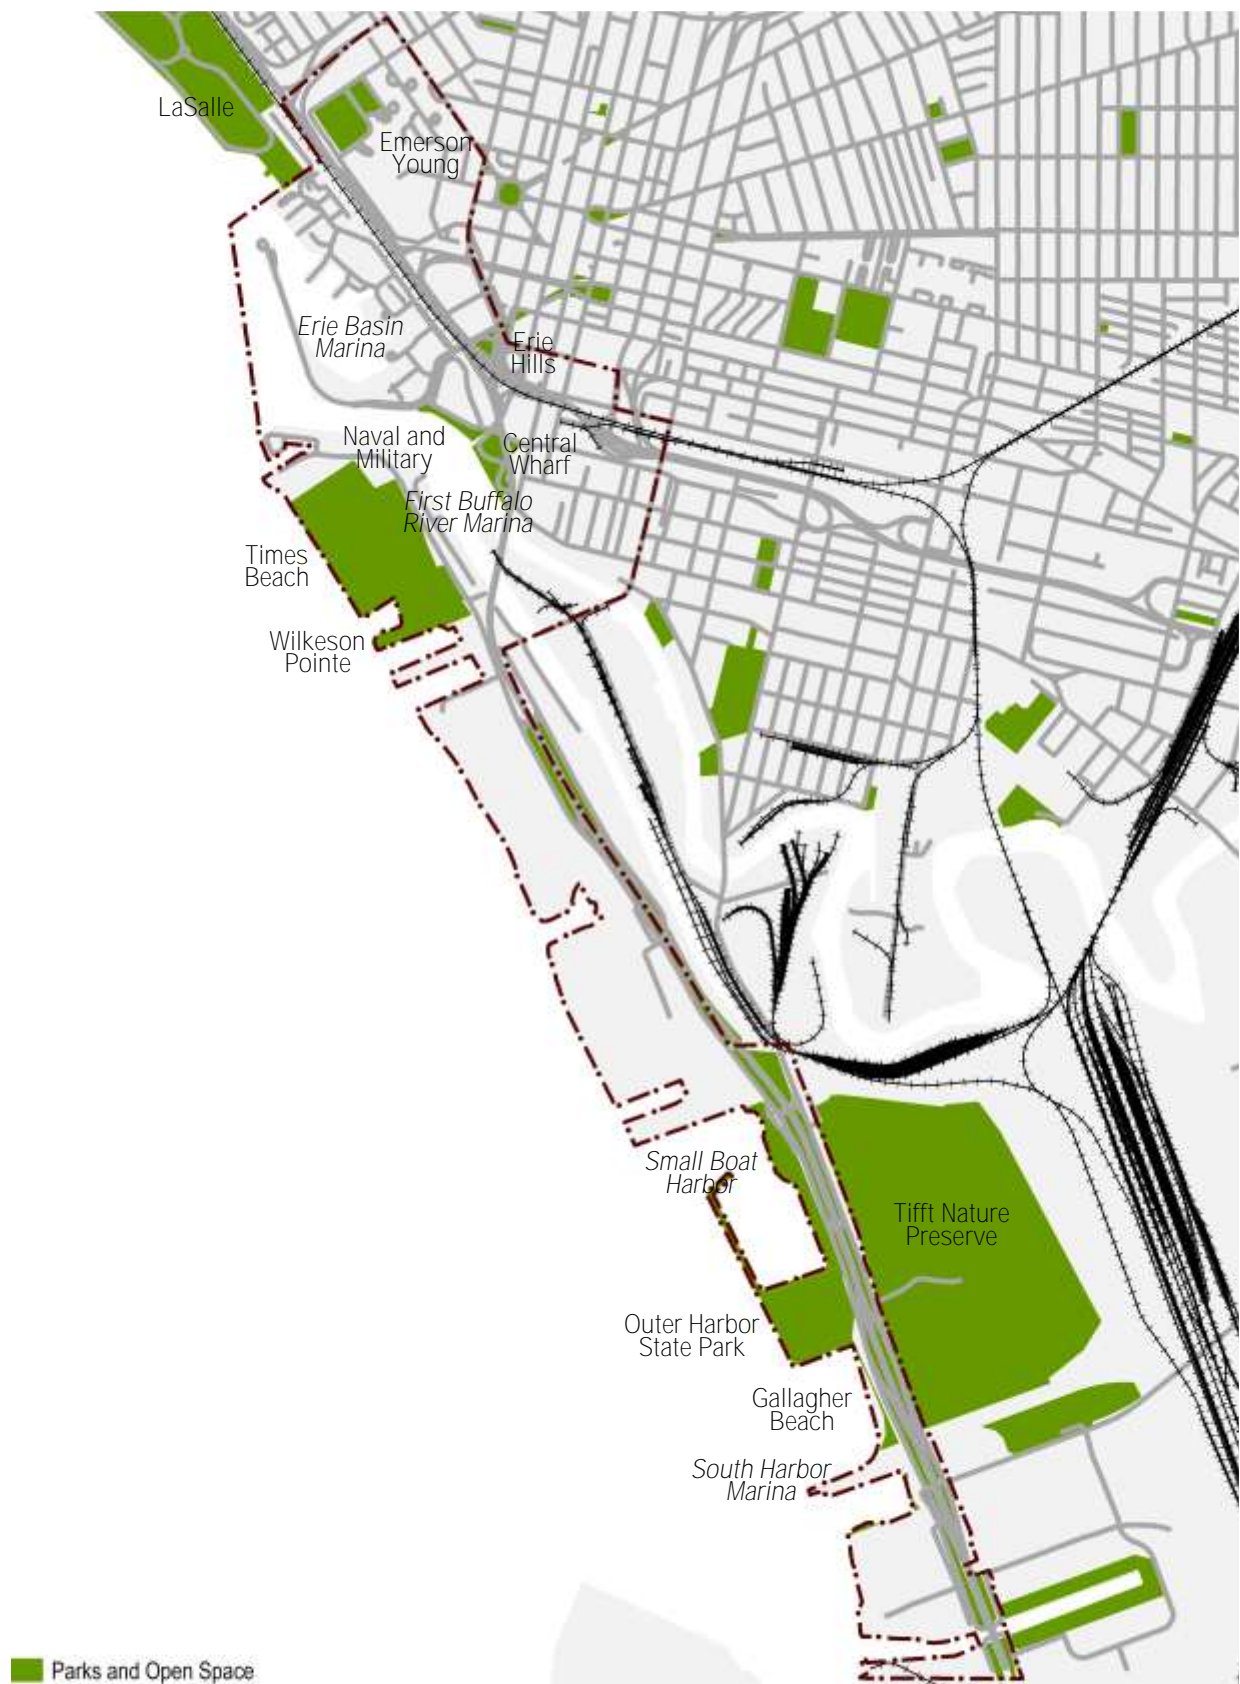 LaSalle
Emerson
Young
Erie Basin
Marina
Erie
Hills
Naval and
Military
Central
Wharf
First Buffalo
River Marina
Times
Beach
Wilkeson
Pointe
Small Boat
Harbor
Tifft Nature
Preserve
Outer Harbor
State Park
Gallagher
Beach
South Harbor
Marina
Parks and Open Space